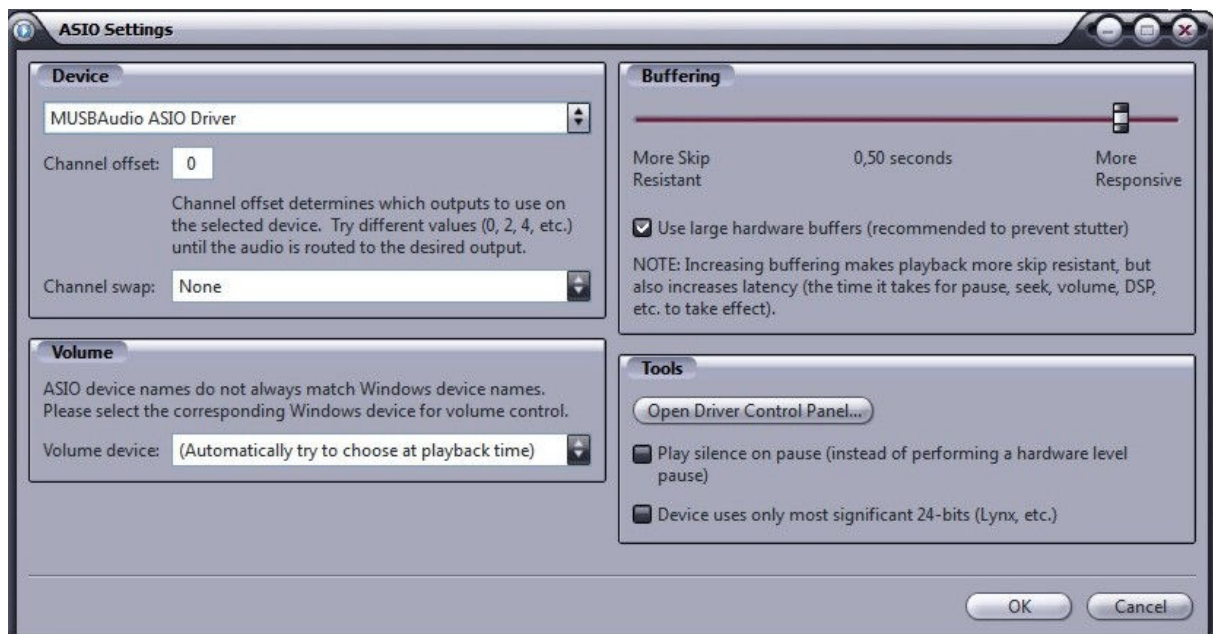 ASIO Settings
Device
MUSBAudio ASIO Driver
Channel offset: 0
Channel offset determines which outputs to use on
the selected device. Try different values (0, 2, 4, etc.)
until the audio is routed to the desired output.
Channel swap: None
Volume
ASIO device names do not always match Windows device names.
Please select the corresponding Windows device for volume control.
Volume device: (Automatically try to choose at playback time)
Buffering
More Skip
Resistant
0,50 seconds
More
Responsive
Use large hardware buffers (recommended to prevent stutter)
NOTE: Increasing buffering makes playback more skip resistant, but
also increases latency (the time it takes for pause, seek, volume, DSP,
etc. to take effect).
Tools
Open Driver Control Panel...
Play silence on pause (instead of performing a hardware level
pause)
Device uses only most significant 24-bits (Lynx, etc.)
OK
Cancel